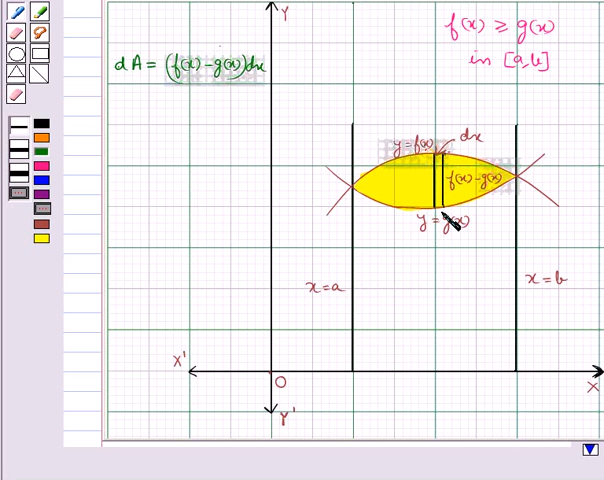 Y
f(x) ≥ g(x)
in [a,b]
dA = (f(x) - g(x))dx
y = f(x)
dx
f(x) - g(x)
y = g(x)
x = a
x = b
X'
O
X
Y'